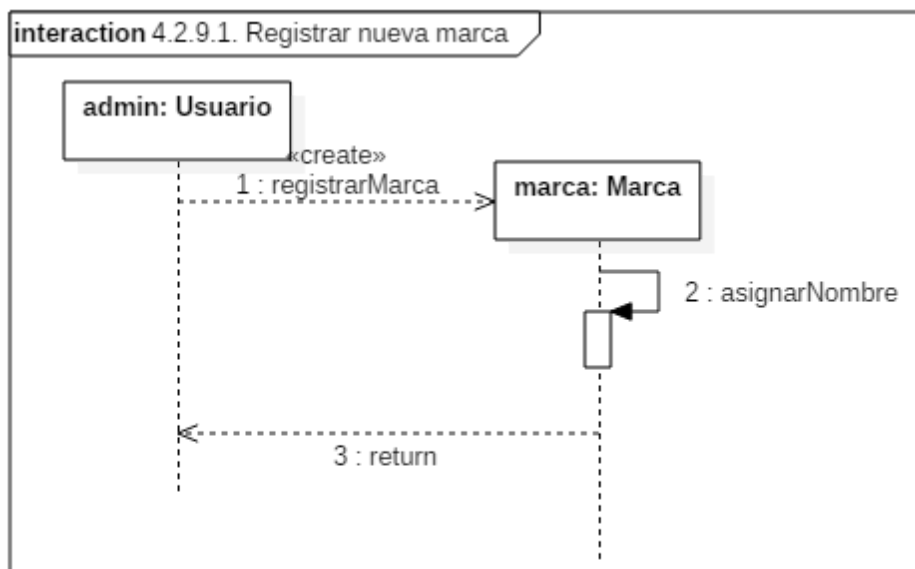 interaction 4.2.9.1. Registrar nueva marca
admin: Usuario
«create»
1 : registrarMarca
marca: Marca
2 : asignarNombre
3 : return